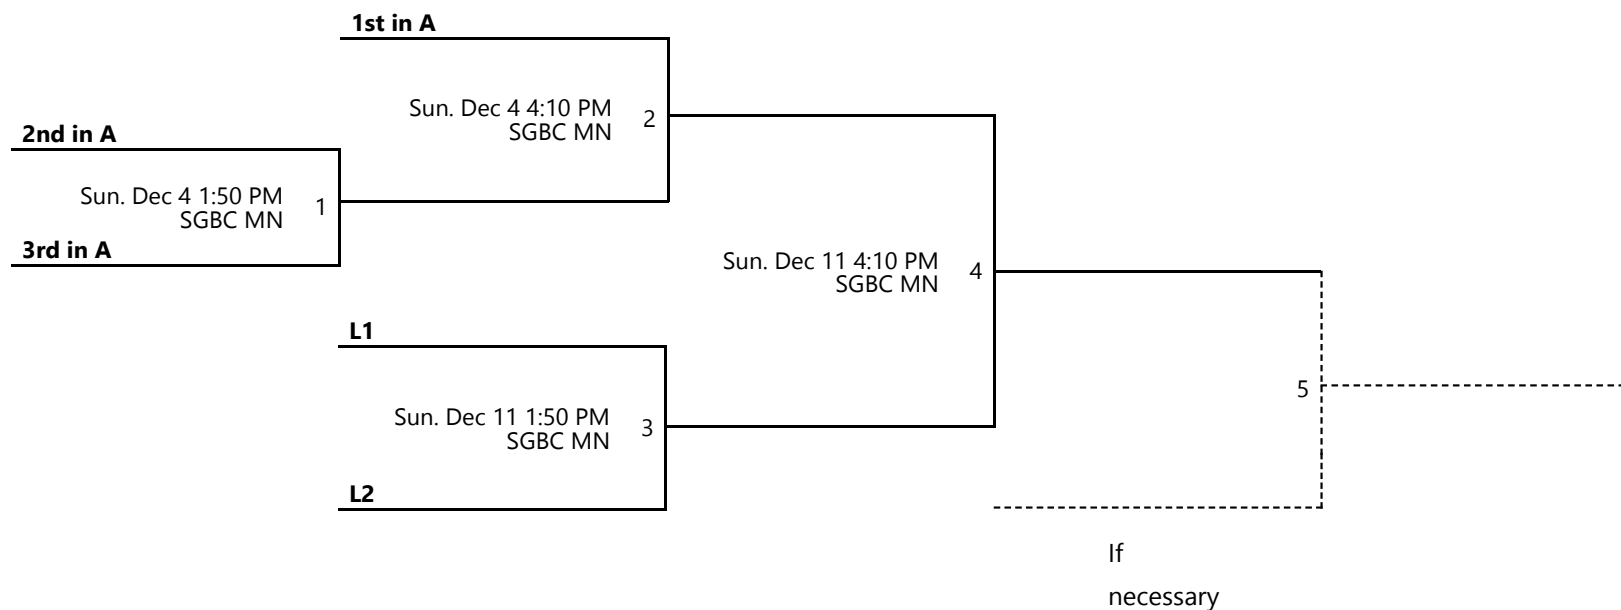 1st in A
Sun. Dec 4 4:10 PM
SGBC MN
2
2nd in A
Sun. Dec 4 1:50 PM
SGBC MN
1
3rd in A
Sun. Dec 11 4:10 PM
SGBC MN
4
L1
Sun. Dec 11 1:50 PM
SGBC MN
3
L2
5
If
necessary